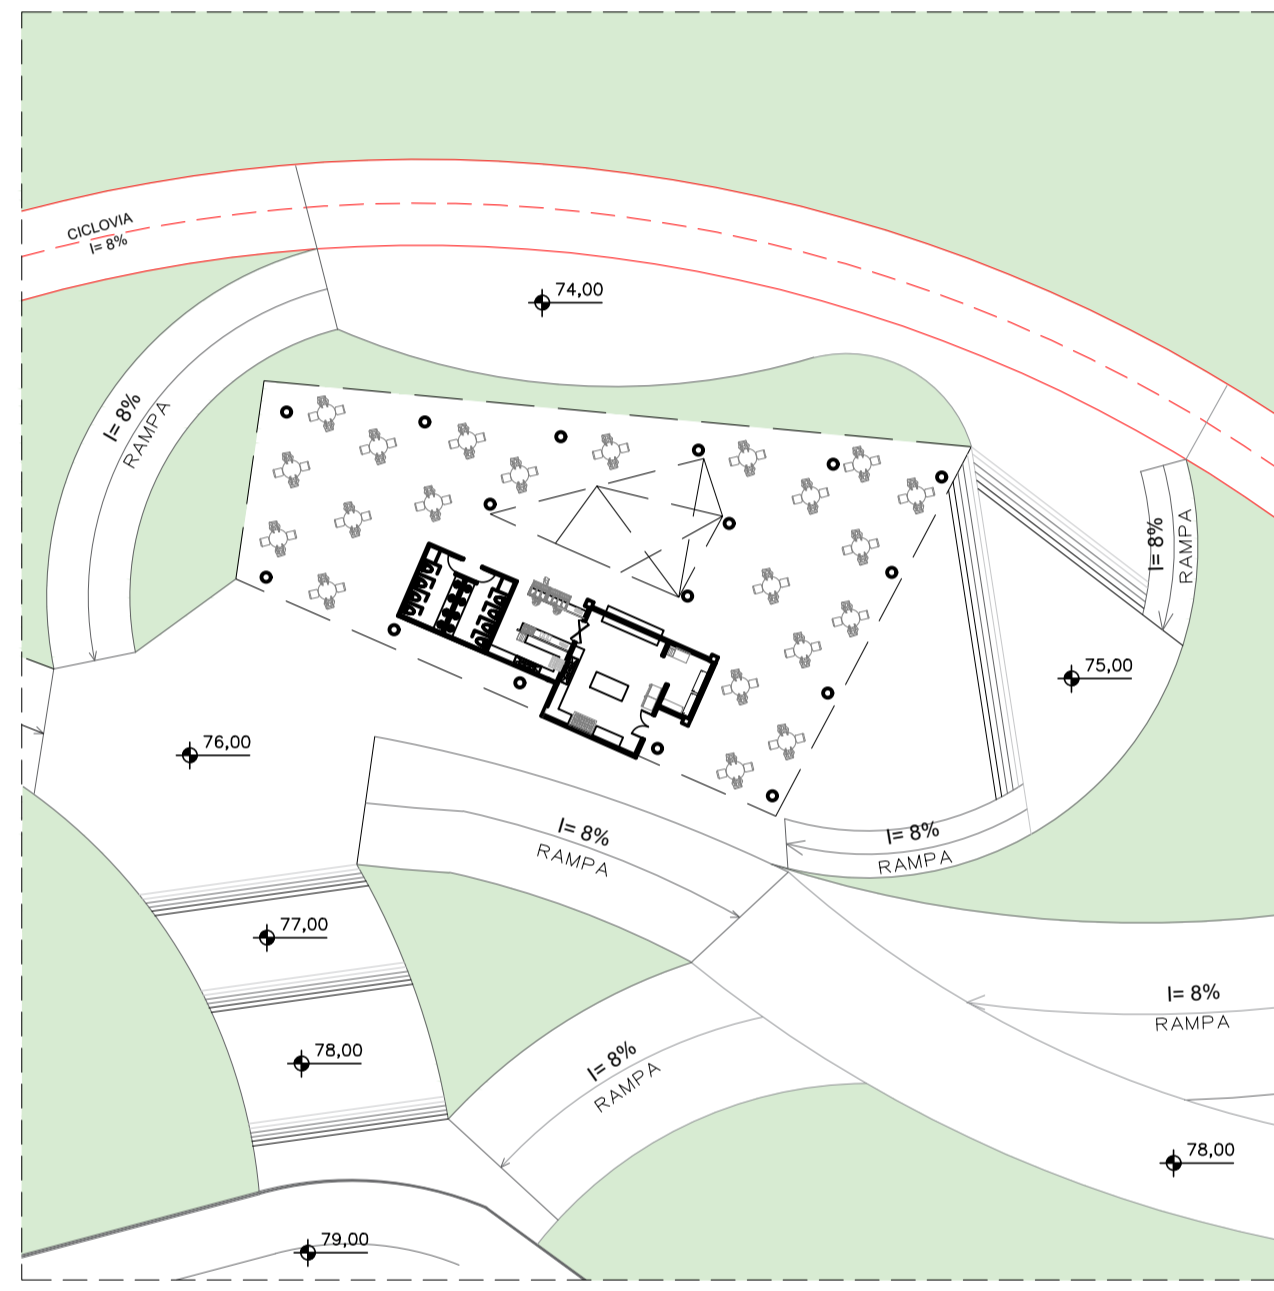 CICLOVIA
I= 8%
74,00
I= 8%
RAMPA
I= 8%
RAMPA
75,00
76,00
I= 8%
RAMPA
I= 8%
RAMPA
77,00
I= 8%
RAMPA
78,00
I= 8%
RAMPA
78,00
79,00